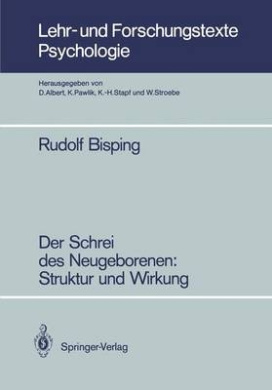 Lehr- und Forschungstexte
Psychologie
Herausgegeben von
D.Albert, K.Pawlik, K.-H.Stapf und W.Stroebe
Rudolf Bisping
Der Schrei
des Neugeborenen:
Struktur und Wirkung
Springer-Verlag